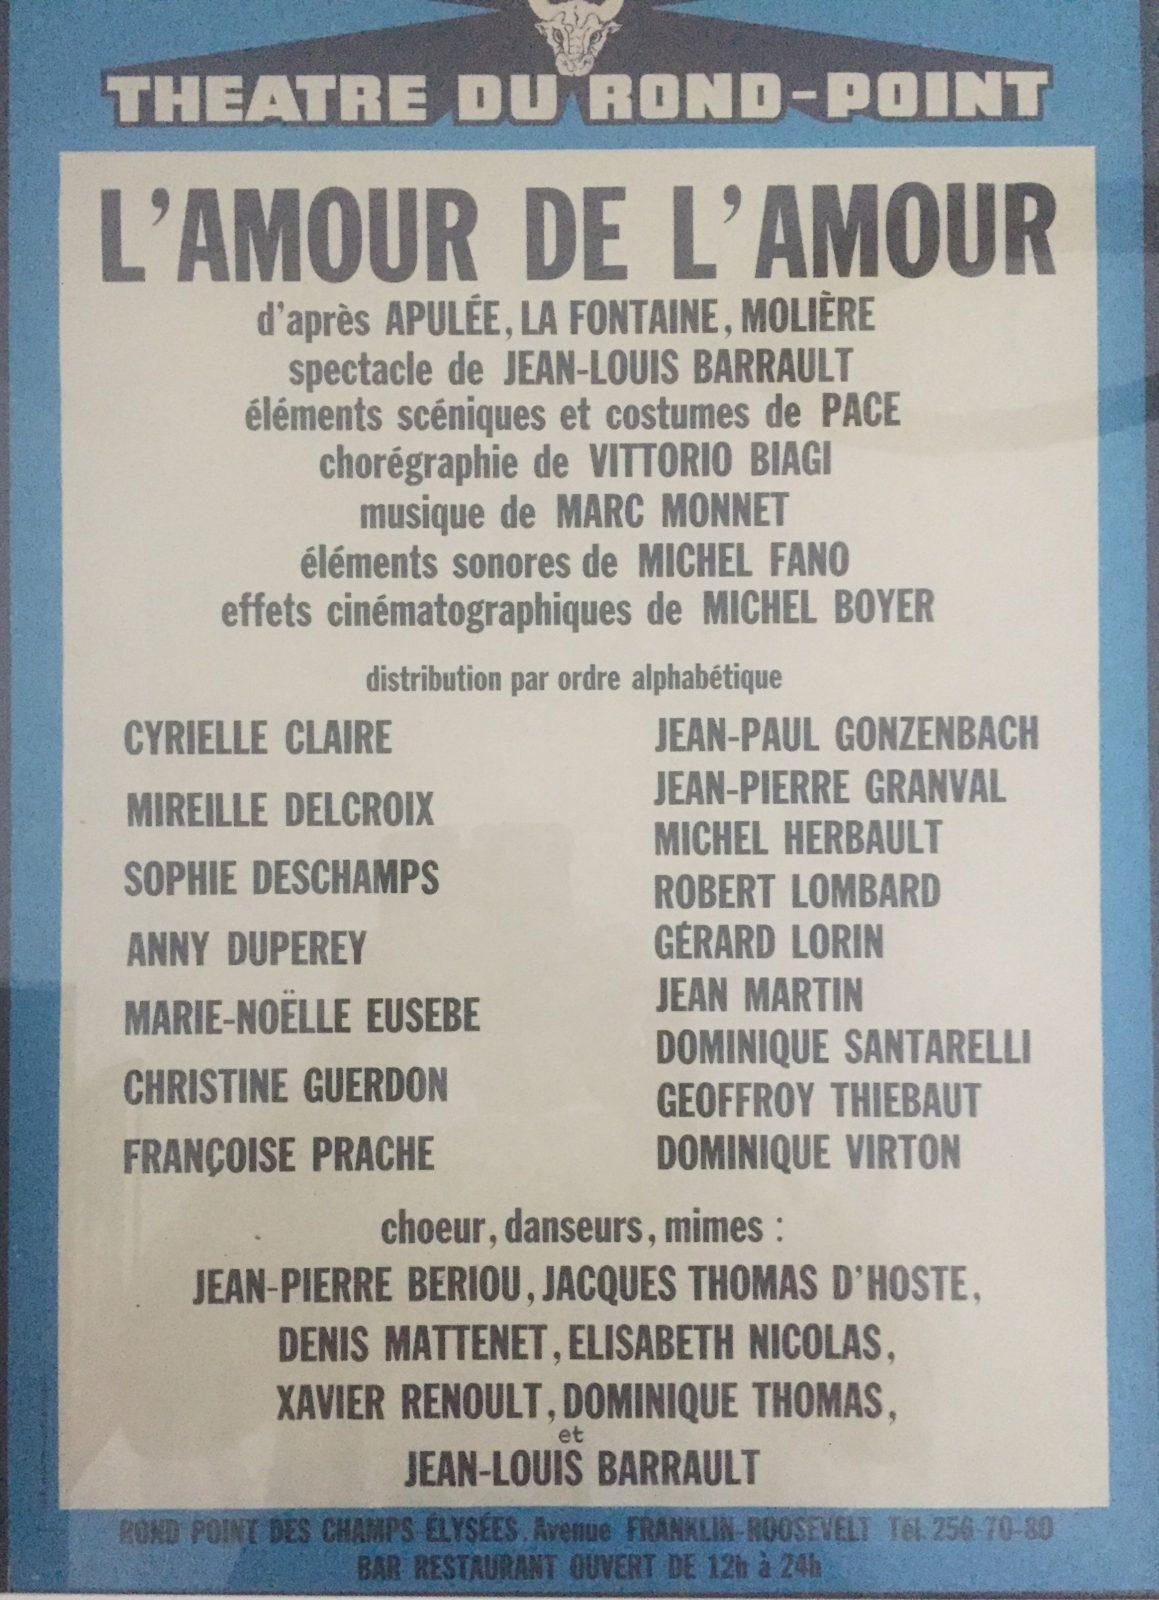 THEATRE DU ROND-POINT
L'AMOUR DE L'AMOUR
d'après APULÉE, LA FONTAINE, MOLIÈRE
spectacle de JEAN-LOUIS BARRAULT
éléments scéniques et costumes de PACE
chorégraphie de VITTORIO BIAGI
musique de MARC MONNET
éléments sonores de MICHEL FANO
effets cinématographiques de MICHEL BOYER
distribution par ordre alphabétique
CYRIELLE CLAIRE
MIREILLE DELCROIX
SOPHIE DESCHAMPS
ANNY DUPEREY
MARIE-NOËLLE EUSEBE
CHRISTINE GUERDON
FRANÇOISE PRACHE
JEAN-PAUL GONZENBACH
JEAN-PIERRE GRANVAL
MICHEL HERBAULT
ROBERT LOMBARD
GÉRARD LORIN
JEAN MARTIN
DOMINIQUE SANTARELLI
GEOFFROY THIEBAUT
DOMINIQUE VIRTON
choeur, danseurs, mimes :
JEAN-PIERRE BERIOU, JACQUES THOMAS D'HOSTE,
DENIS MATTENET, ELISABETH NICOLAS,
XAVIER RENOULT, DOMINIQUE THOMAS,
et
JEAN-LOUIS BARRAULT
ROND POINT DES CHAMPS ÉLYSÉES. Avenue FRANKLIN-ROOSEVELT Tél. 256-70-80
BAR RESTAURANT OUVERT DE 12h à 24h